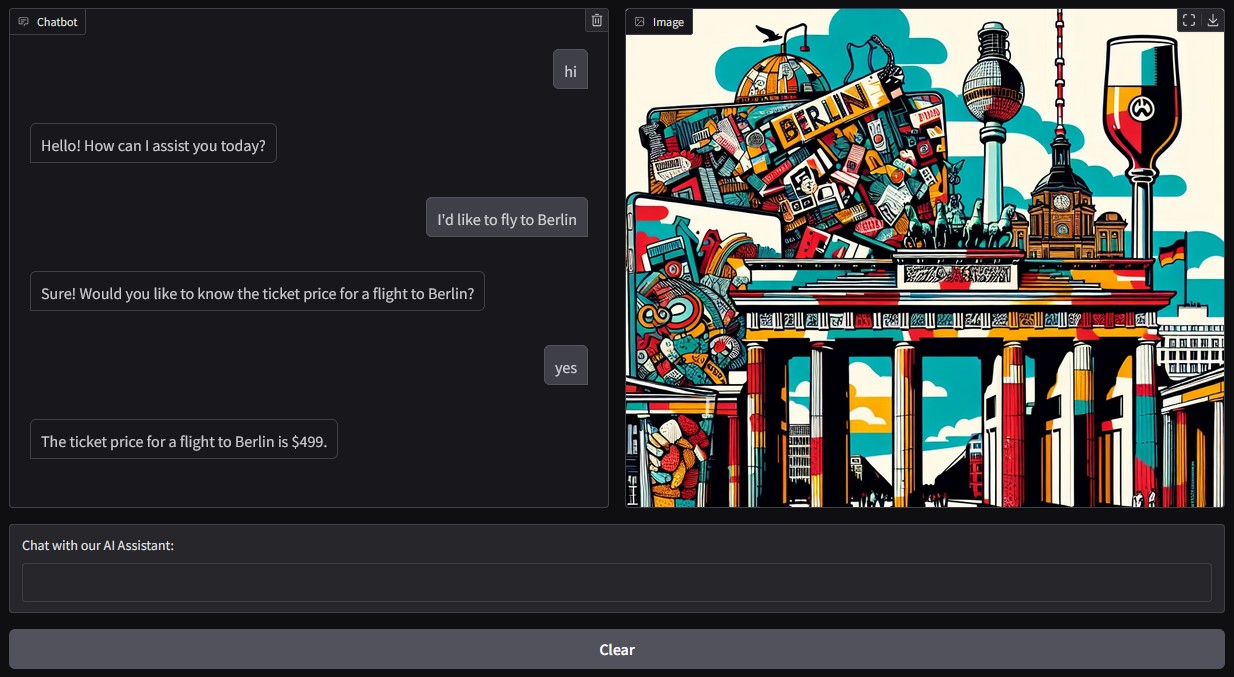 Chatbot
hi
Hello! How can I assist you today?
I'd like to fly to Berlin
Sure! Would you like to know the ticket price for a flight to Berlin?
yes
The ticket price for a flight to Berlin is $499.
Image
BERLIN
Chat with our AI Assistant:
Clear